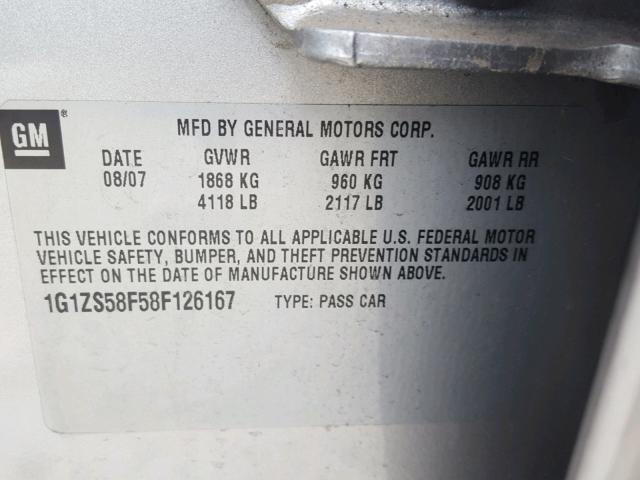 GM ®
MFD BY GENERAL MOTORS CORP.
DATE GVWR GAWR FRT GAWR RR
08/07 1868 KG 960 KG 908 KG
4118 LB 2117 LB 2001 LB
THIS VEHICLE CONFORMS TO ALL APPLICABLE U.S. FEDERAL MOTOR
VEHICLE SAFETY, BUMPER, AND THEFT PREVENTION STANDARDS IN
EFFECT ON THE DATE OF MANUFACTURE SHOWN ABOVE.
1G1ZS58F58F126167 TYPE: PASS CAR